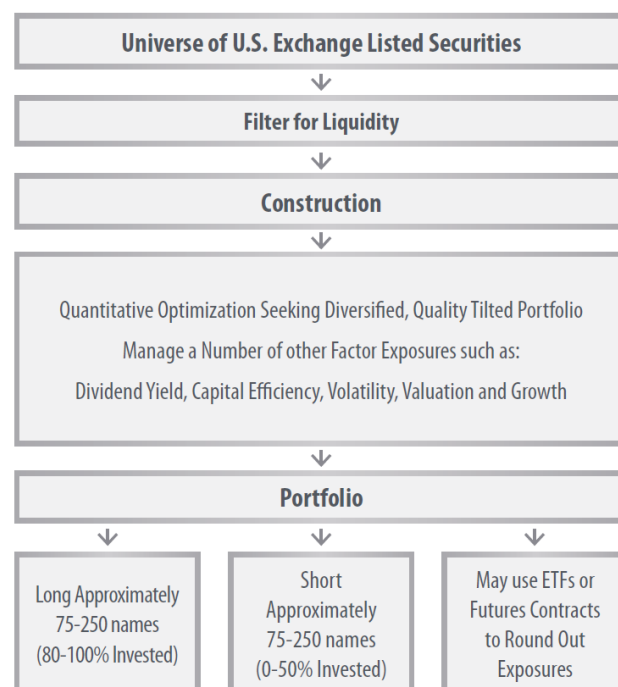 Universe of U.S. Exchange Listed Securities
Filter for Liquidity
Construction
Quantitative Optimization Seeking Diversified, Quality Tilted Portfolio
Manage a Number of other Factor Exposures such as:
Dividend Yield, Capital Efficiency, Volatility, Valuation and Growth
Portfolio
Long Approximately
75-250 names
(80-100% Invested)
Short
Approximately
75-250 names
(0-50% Invested)
May use ETFs or
Futures Contracts
to Round Out
Exposures